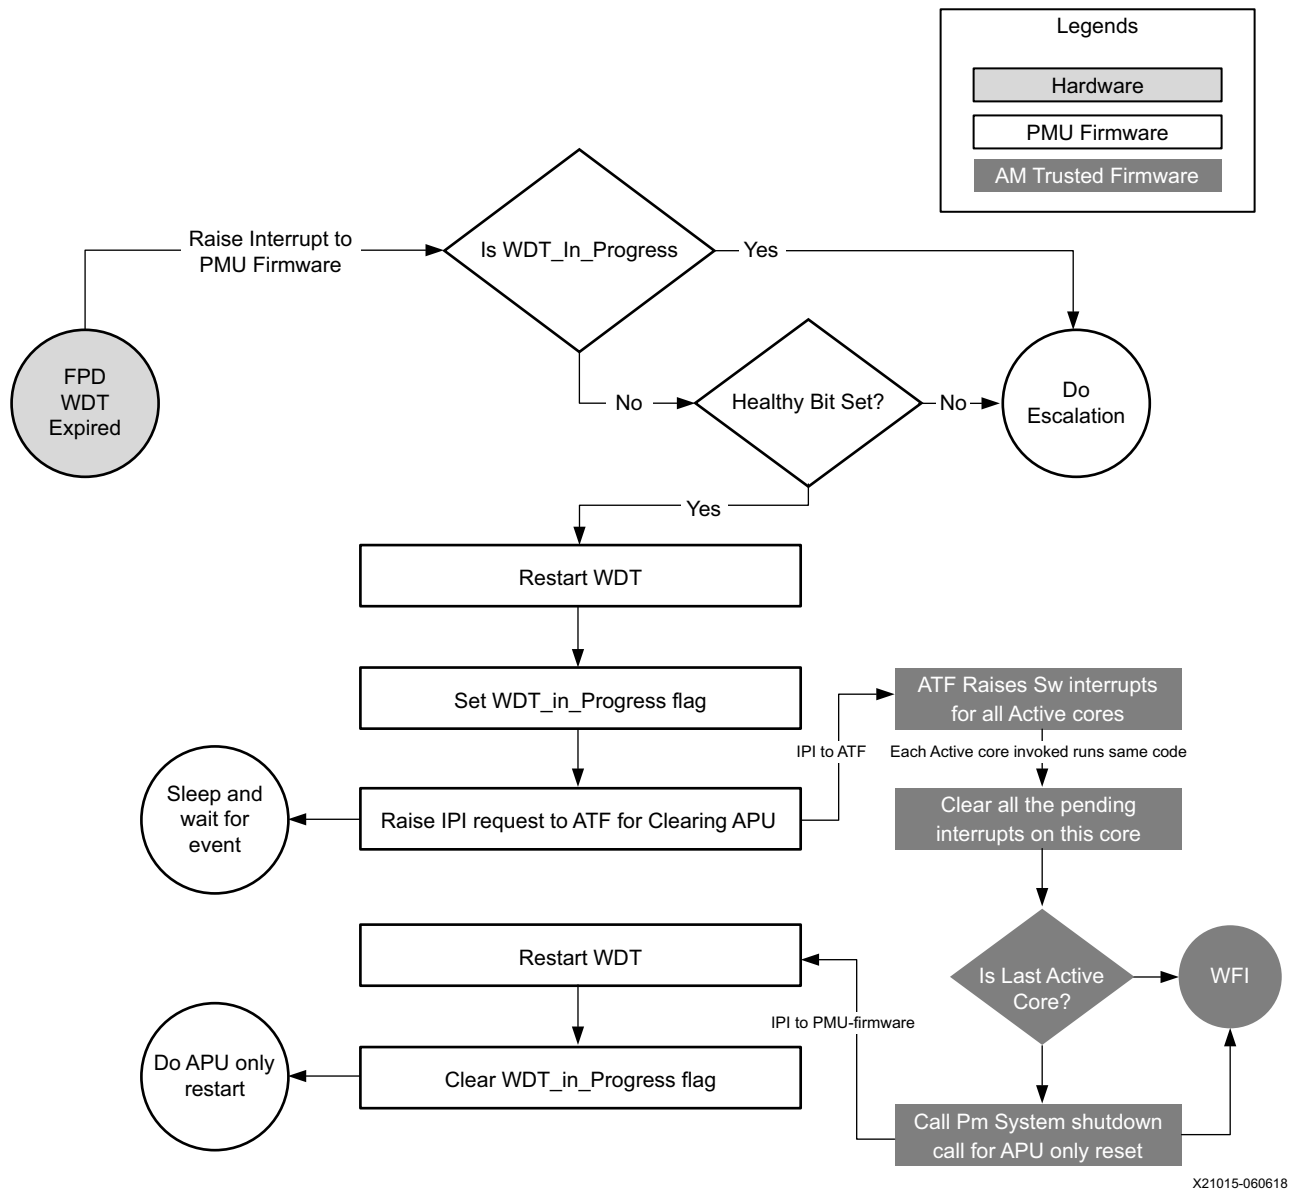 Legends
Hardware
PMU Firmware
AM Trusted Firmware
Raise Interrupt to
PMU Firmware
Is WDT_In_Progress
Yes
FPD
WDT
Expired
No
Healthy Bit Set?
No
Do
Escalation
Yes
Restart WDT
Set WDT_in_Progress flag
ATF Raises Sw interrupts
for all Active cores
IPI to ATF
Each Active core invoked runs same code
Sleep and
wait for
event
Raise IPI request to ATF for Clearing APU
Clear all the pending
interrupts on this core
Restart WDT
Is Last Active
Core?
WFI
IPI to PMU-firmware
Do APU only
restart
Clear WDT_in_Progress flag
Call Pm System shutdown
call for APU only reset
X21015-060618